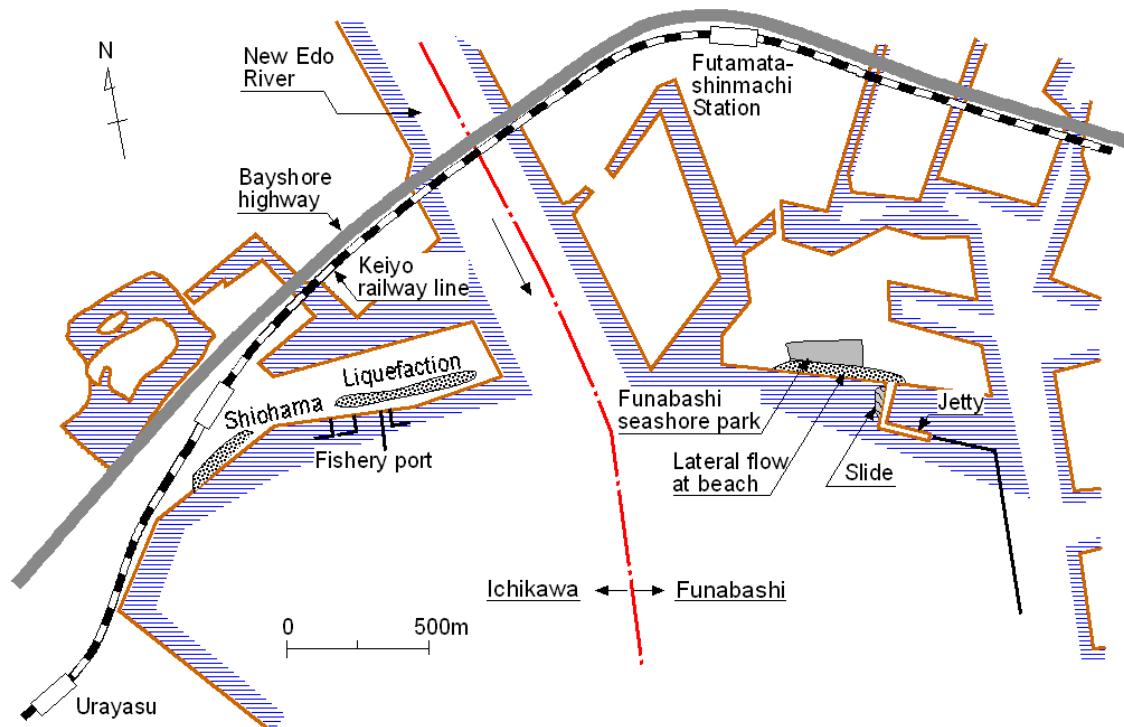 N
New Edo
River
Futamata-
shinmachi
Station
Bayshore
highway
Keiyo
railway line
Liquefaction
Shiohama
Fishery port
Funabashi
seashore park
Jetty
Lateral flow
at beach
Slide
Ichikawa
Funabashi
0 500m
Urayasu